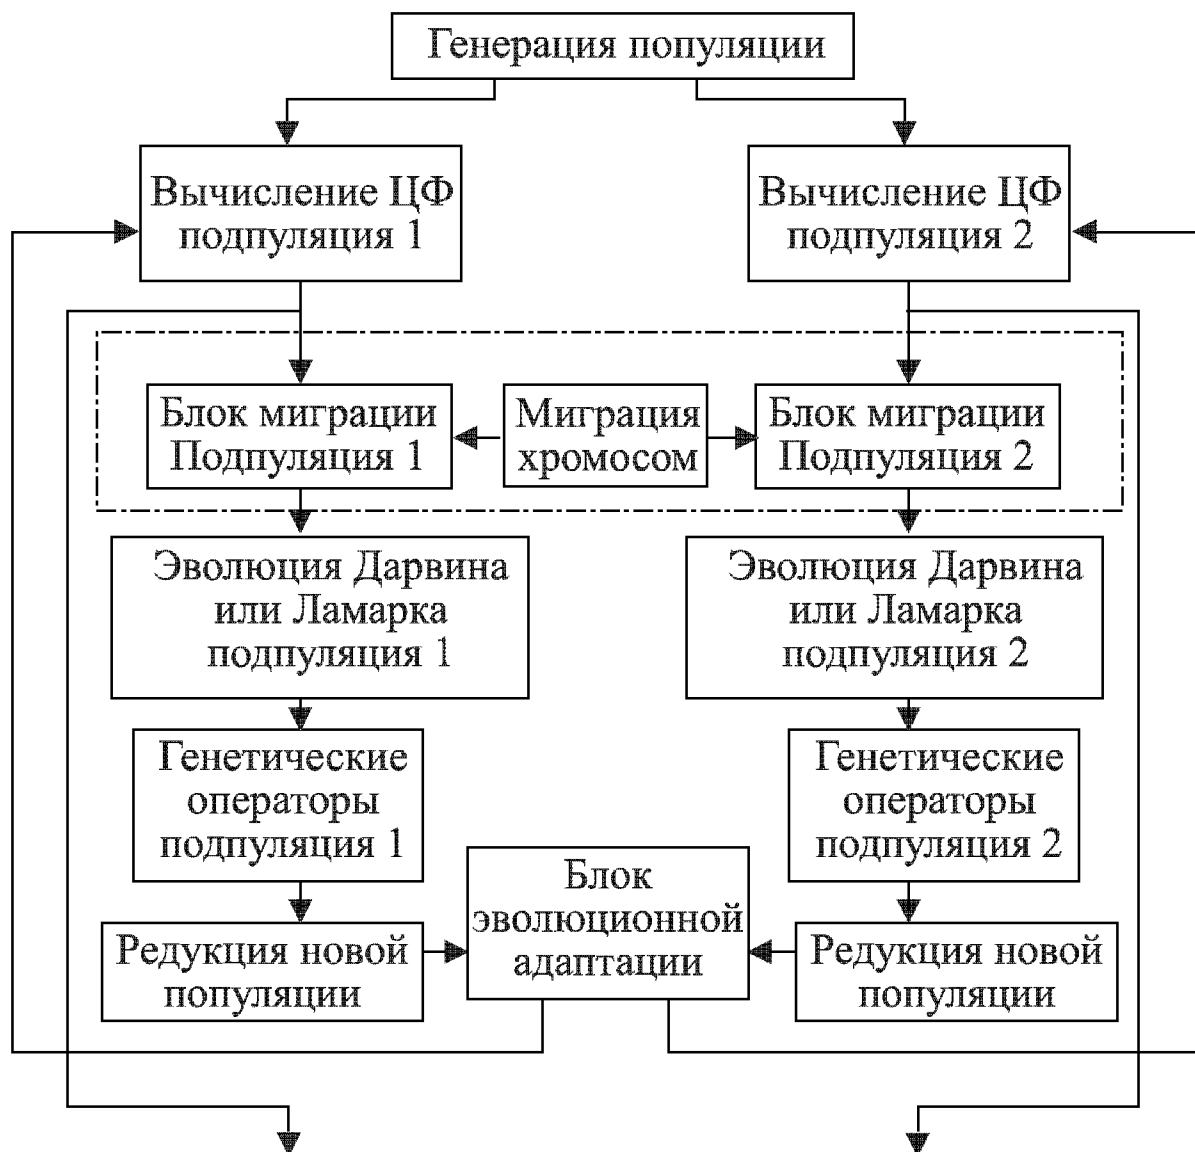 Генерация популяции
Вычисление ЦФ
подпуляция 1
Вычисление ЦФ
подпуляция 2
Блок миграции
Подпуляция 1
Миграция
хромосом
Блок миграции
Подпуляция 2
Эволюция Дарвина
или Ламарка
подпуляция 1
Эволюция Дарвина
или Ламарка
подпуляция 2
Генетические
операторы
подпуляция 1
Генетические
операторы
подпуляция 2
Блок
эволюционной
адаптации
Редукция новой
популяции
Редукция новой
популяции